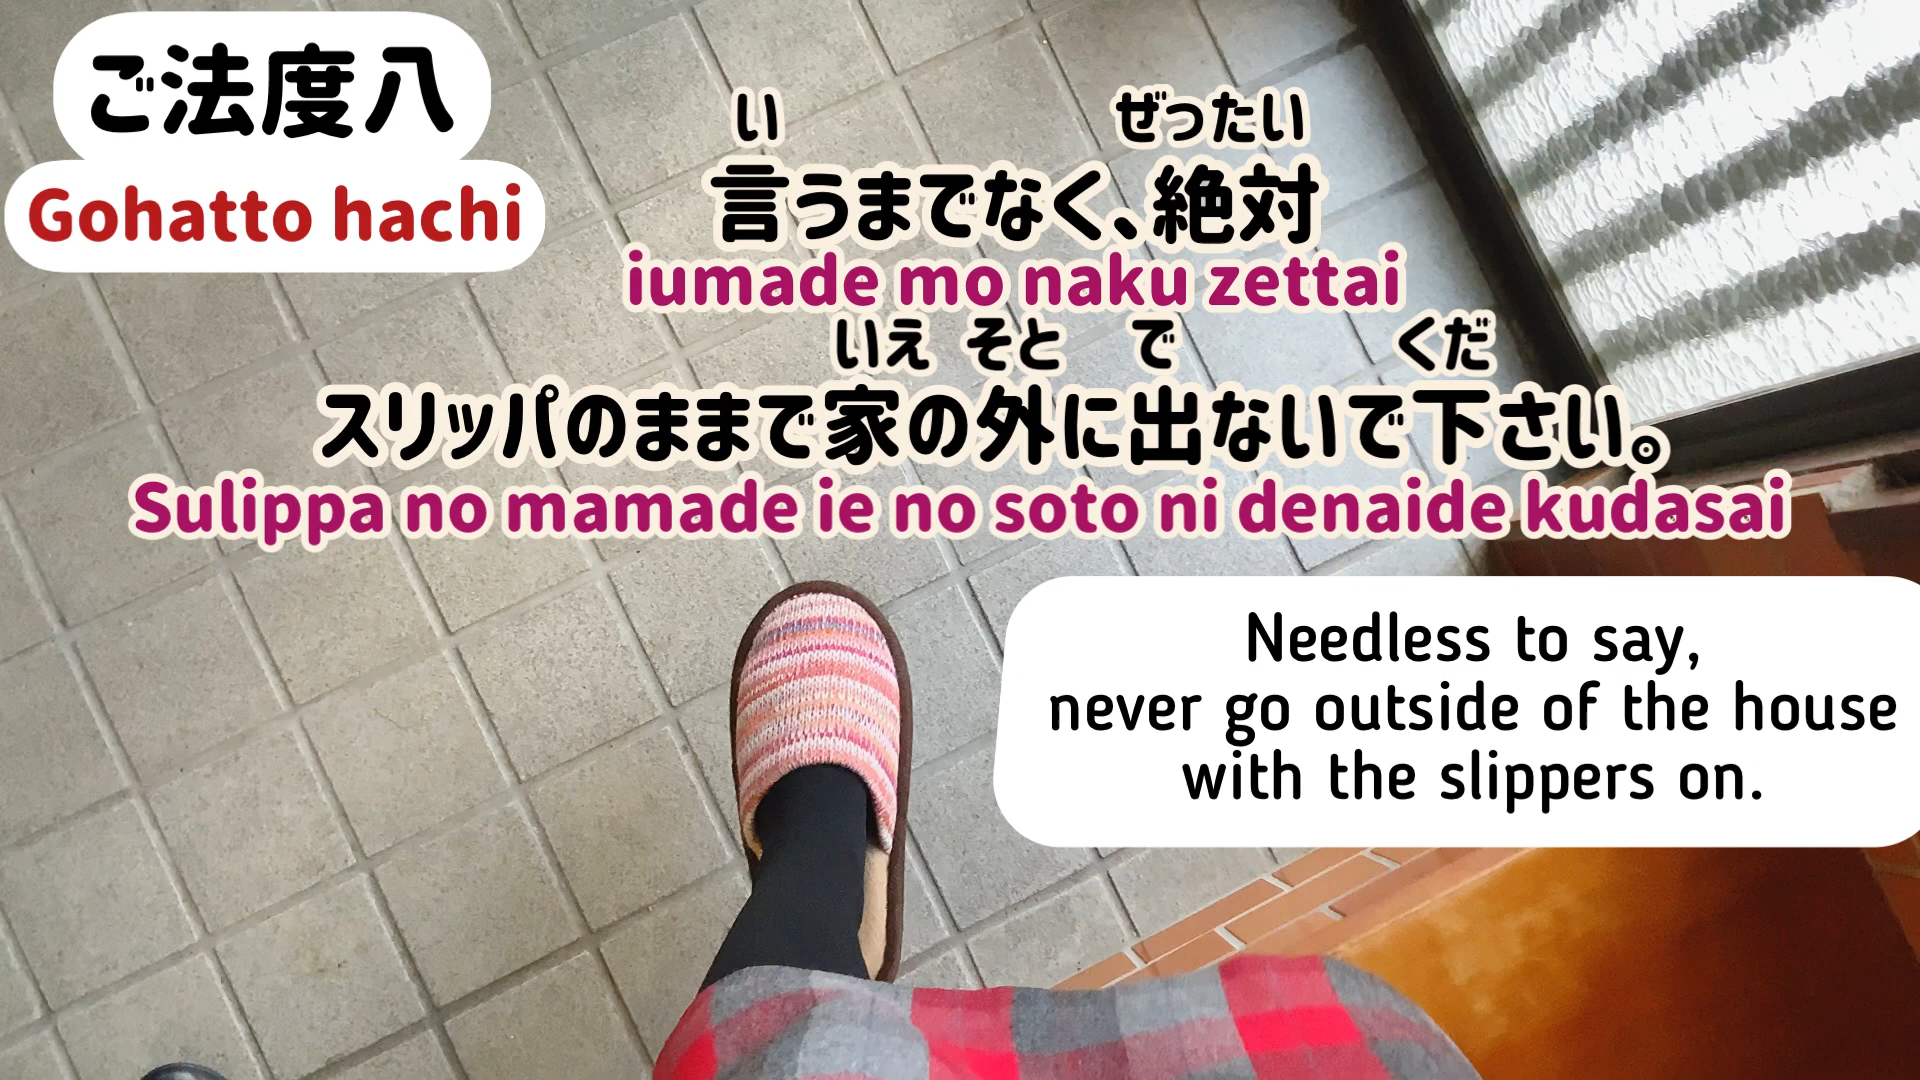 ご法度八
Gohatto hachi
い ぜったい
言うまでなく、絶対
iumade mo naku zettai
いえ そと で くだ
スリッパのままで家の外に出ないで下さい。
Sulippa no mamade ie no soto ni denaide kudasai
Needless to say,
never go outside of the house
with the slippers on.